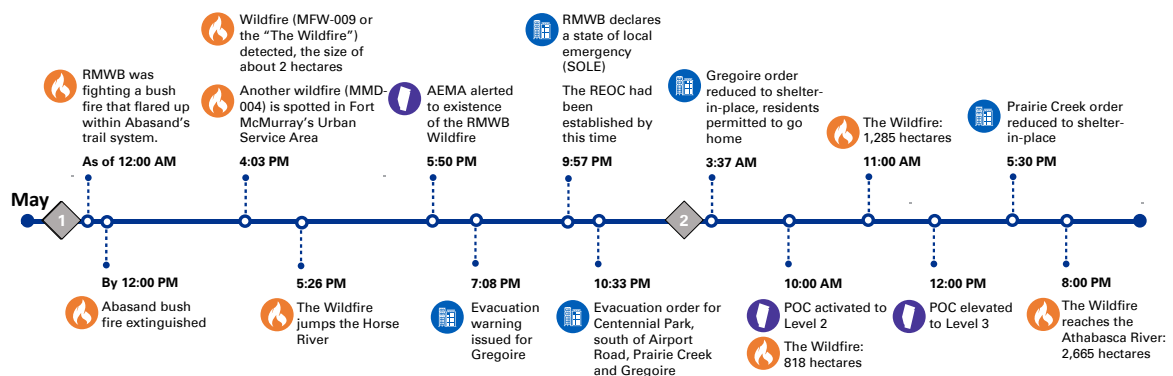 RMWB was
fighting a bush
fire that flared up
within Abasand’s
trail system.
As of 12:00 AM
Wildfire (MFW-009 or
the “The Wildfire”)
detected, the size of
about 2 hectares
Another wildfire (MMD-
004) is spotted in Fort
McMurray’s Urban
Service Area
4:03 PM
AEMA alerted
to existence
of the RMWB
Wildfire
5:50 PM
RMWB declares
a state of local
emergency
(SOLE)
The REOC had
been
established by
this time
9:57 PM
Gregoire order
reduced to shelter-
in-place, residents
permitted to go
home
3:37 AM
The Wildfire:
1,285 hectares
11:00 AM
Prairie Creek order
reduced to shelter-
in-place
5:30 PM
May
1
2
By 12:00 PM
Abasand bush
fire extinguished
5:26 PM
The Wildfire
jumps the Horse
River
7:08 PM
Evacuation
warning
issued for
Gregoire
10:33 PM
Evacuation order for
Centennial Park,
south of Airport
Road, Prairie Creek
and Gregoire
10:00 AM
POC activated to
Level 2
The Wildfire:
818 hectares
12:00 PM
POC elevated
to Level 3
8:00 PM
The Wildfire
reaches the
Athabasca River:
2,665 hectares